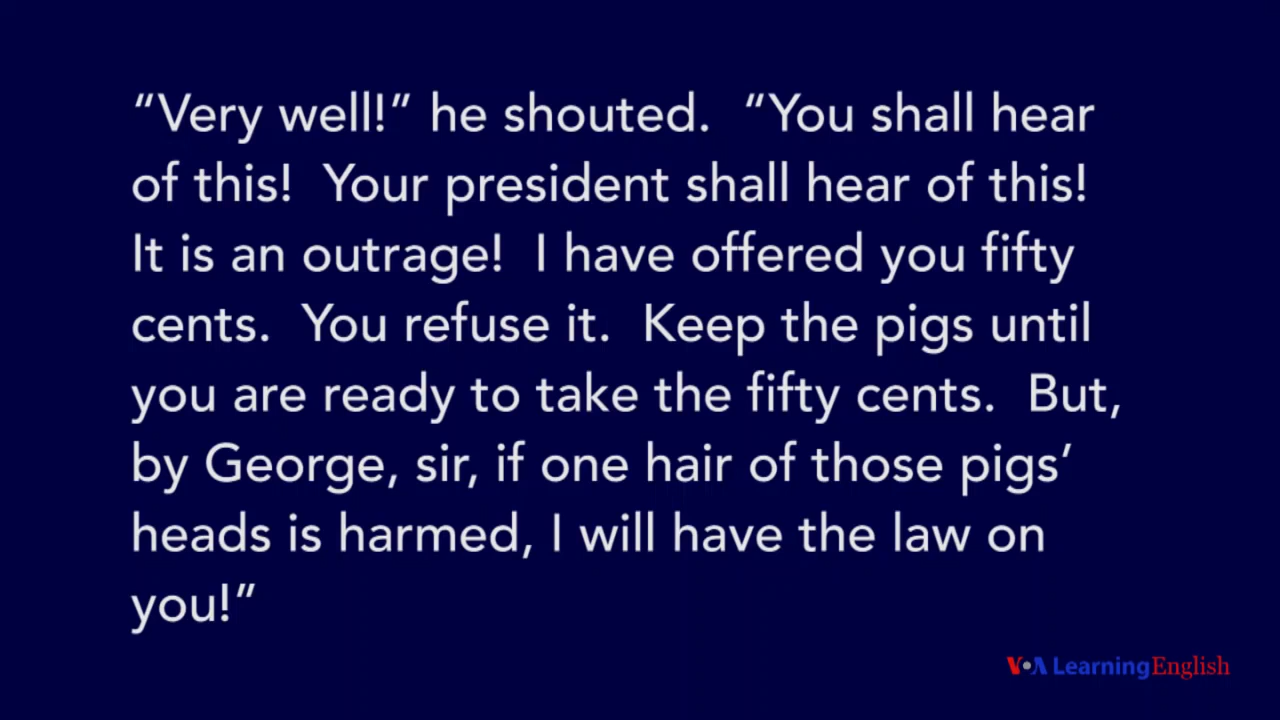 “Very well!” he shouted.  “You shall hear
of this!  Your president shall hear of this!
It is an outrage!  I have offered you fifty
cents.  You refuse it.  Keep the pigs until
you are ready to take the fifty cents.  But,
by George, sir, if one hair of those pigs’
heads is harmed, I will have the law on
you!”
VOA Learning English